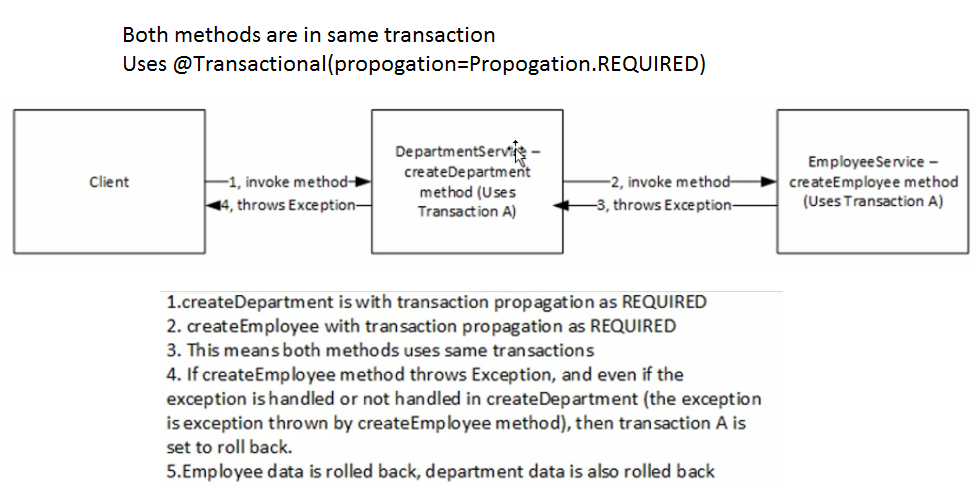 Both methods are in same transaction
Uses @Transactional(propogation=Propogation.REQUIRED)
Client
1, invoke method
4, throws Exception
DepartmentService –
createDepartment
method (Uses
Transaction A)
2, invoke method
3, throws Exception
EmployeeService –
createEmployee method
(Uses Transaction A)
1.createDepartment is with transaction propagation as REQUIRED
2. createEmployee with transaction propagation as REQUIRED
3. This means both methods uses same transactions
4. If createEmployee method throws Exception, and even if the
exception is handled or not handled in createDepartment (the exception
is exception thrown by createEmployee method), then transaction A is
set to roll back.
5.Employee data is rolled back, department data is also rolled back